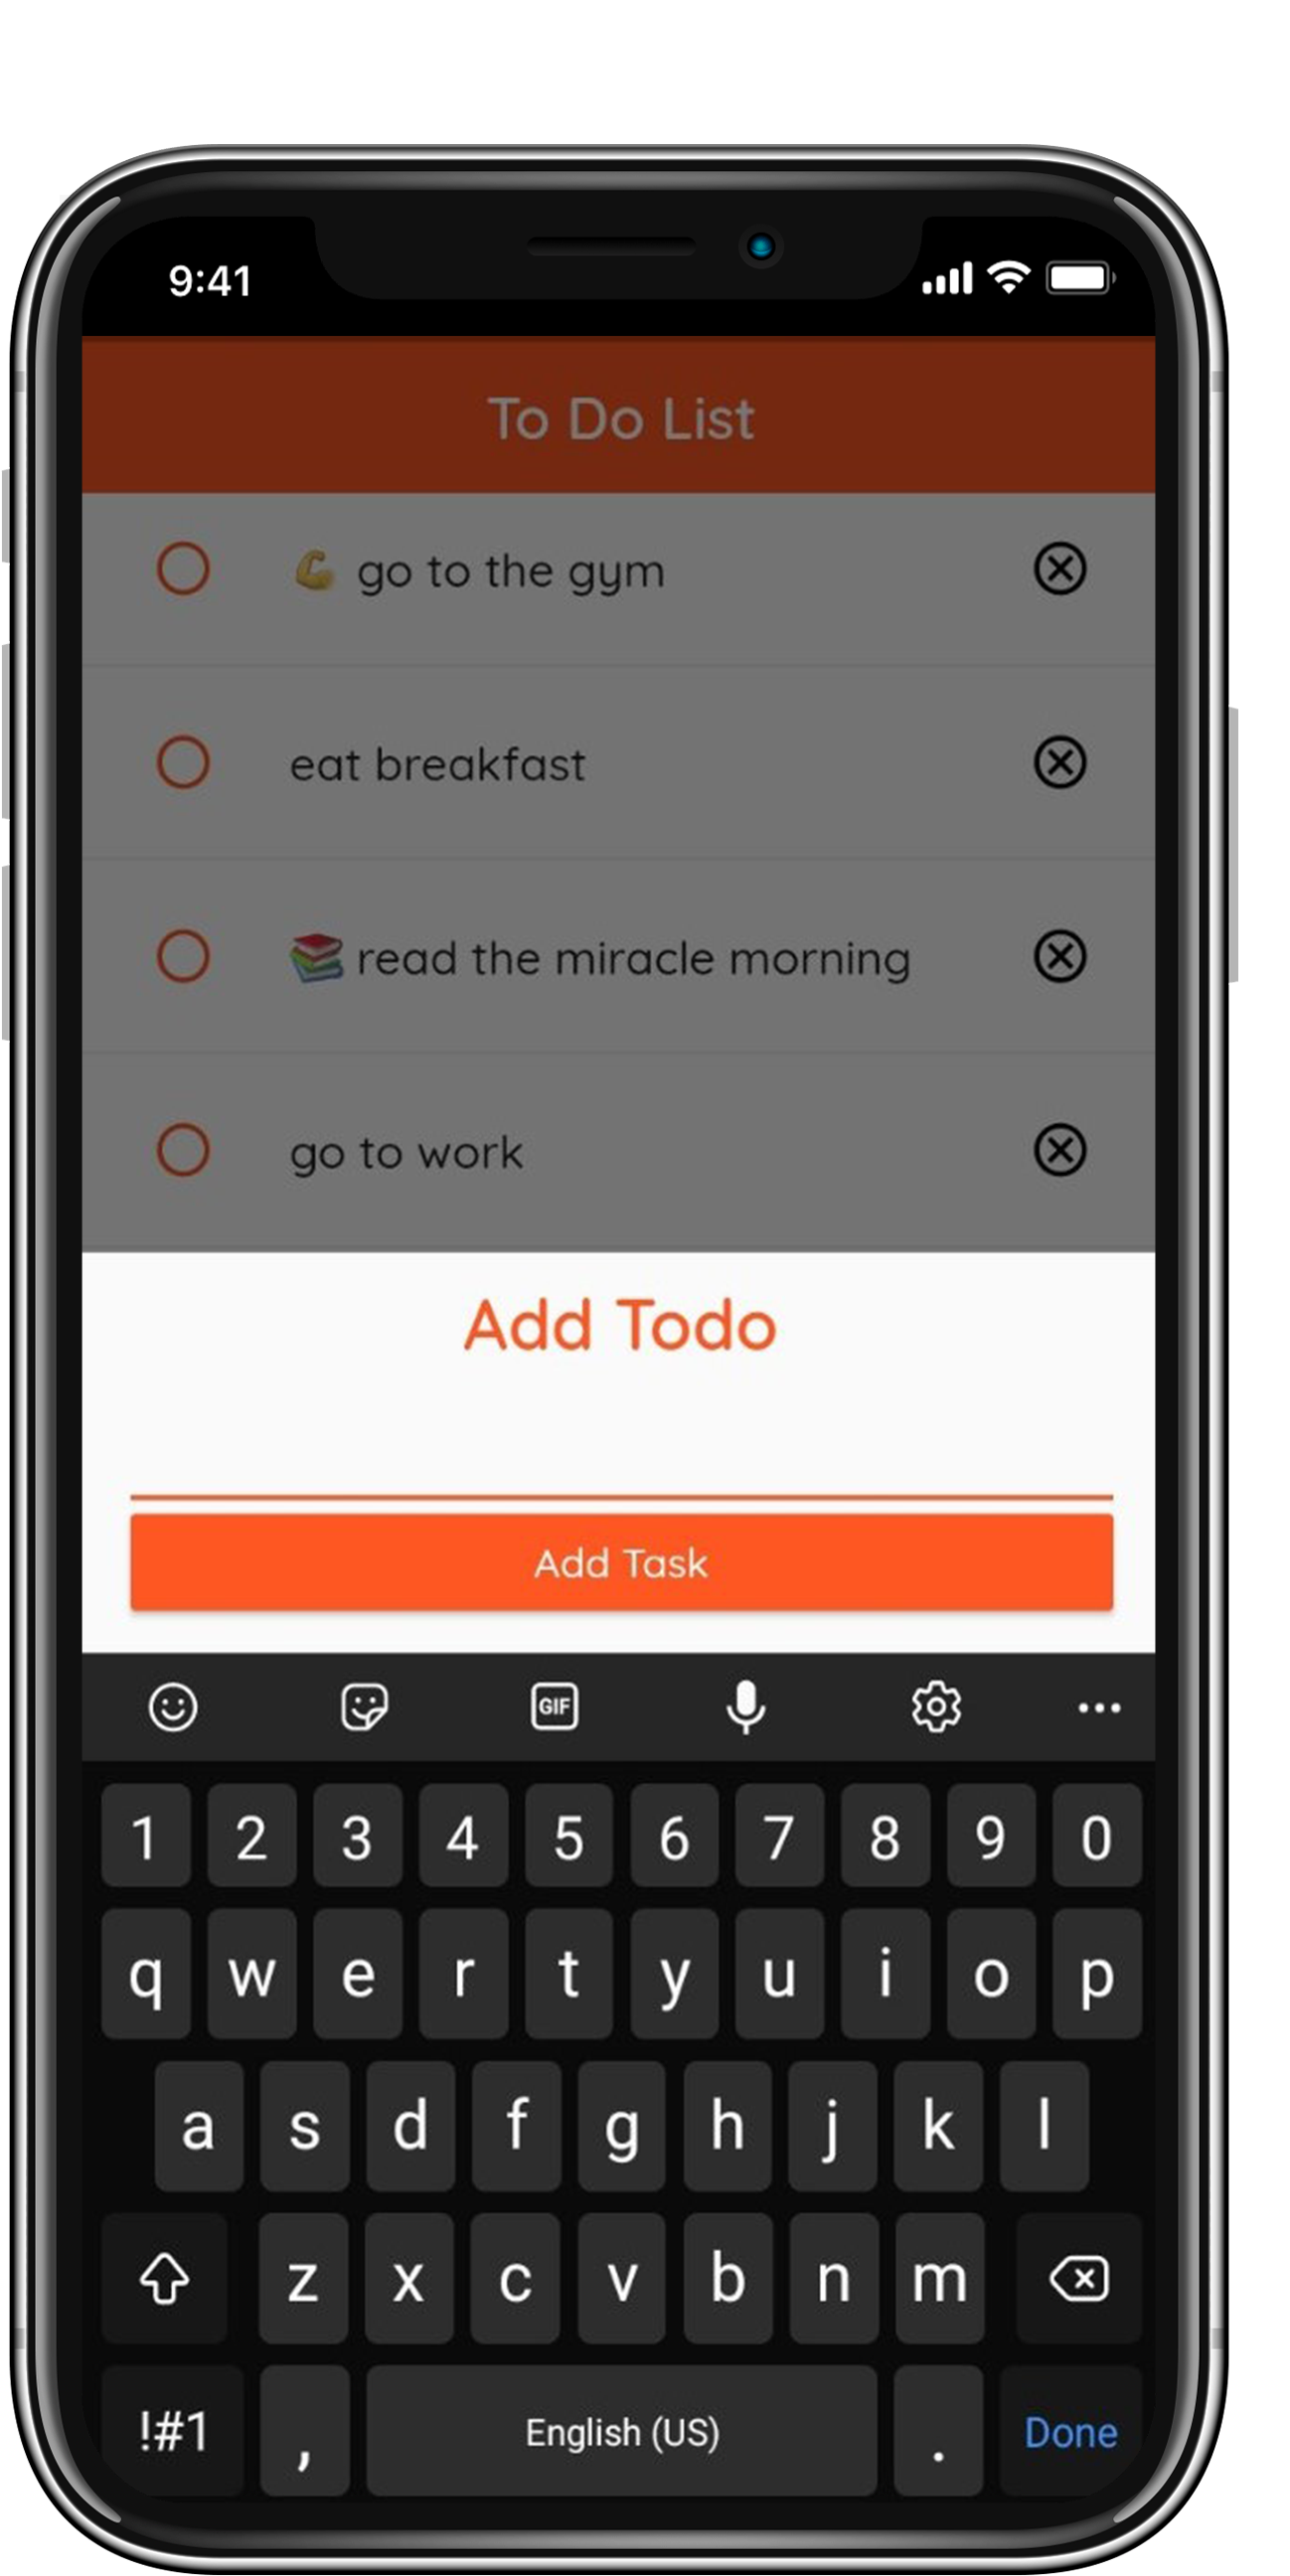 9:41
To Do List
💪 go to the gym
eat breakfast
📚 read the miracle morning
go to work
Add Todo
Add Task
GIF
1 2 3 4 5 6 7 8 9 0
q w e r t y u i o p
a s d f g h j k l
z x c v b n m
!#1 , English (US) . Done